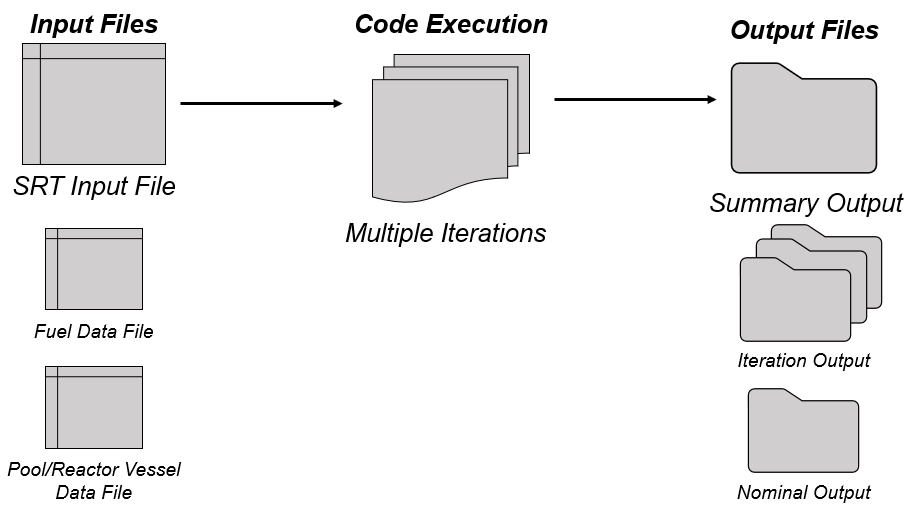 Input Files
SRT Input File
Fuel Data File
Pool/Reactor Vessel
Data File
Code Execution
Multiple Iterations
Output Files
Summary Output
Iteration Output
Nominal Output